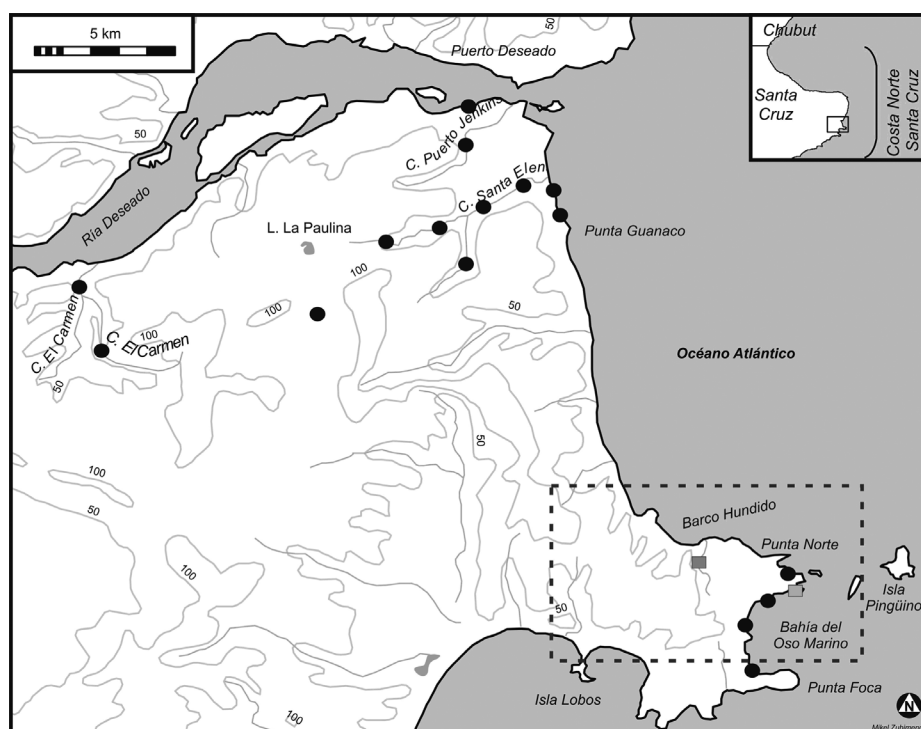 5 km
50
Puerto Deseado
Chubut
Santa
Cruz
Costa Norte
Santa Cruz
50
C. Puerto Jenkins
C. Santa Elen
Ría Deseado
L. La Paulina
Punta Guanaco
100
100
50
C. El Carmen
100
C. El Carmen
50
Océano Atlántico
50
100
50
Barco Hundido
Punta Norte
100
Isla
Pingüino
50
Bahía del
Oso Marino
Isla Lobos
Punta Foca
100
N